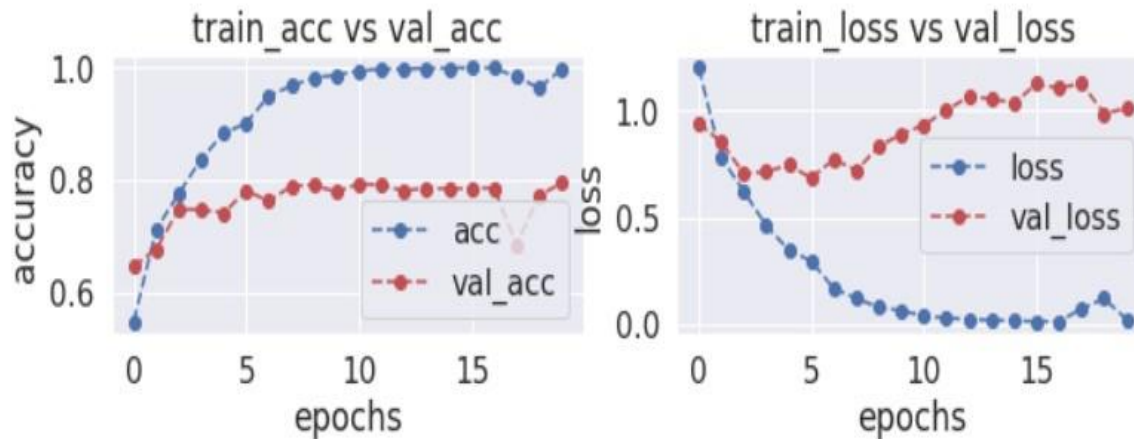 train_acc vs val_acc
accuracy
1.0
0.8
0.6
acc
val_acc
0 5 10 15
epochs
train_loss vs val_loss
loss
1.0
0.5
0.0
loss
val_loss
0 5 10 15
epochs